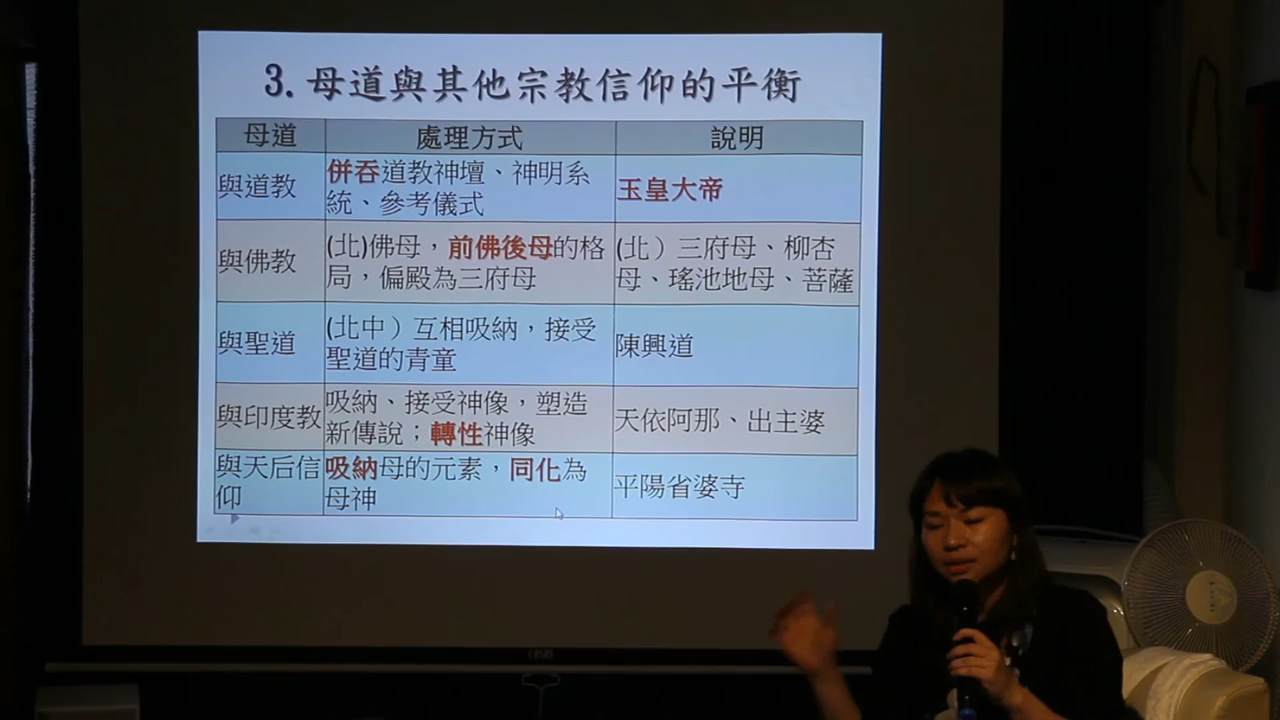 3. 母道與其他宗教信仰的平衡
母道 處理方式 說明
與道教 併吞道教神壇、神明系統、參考儀式 玉皇大帝
與佛教 (北)佛母，前佛後母的格局，偏殿為三府母 (北）三府母、柳杏母、瑤池地母、菩薩
與聖道 (北中）互相吸納，接受聖道的青童 陳興道
與印度教 吸納、接受神像，塑造新傳說；轉性神像 天依阿那、出主婆
與天后信仰 吸納母的元素，同化為母神 平陽省婆寺